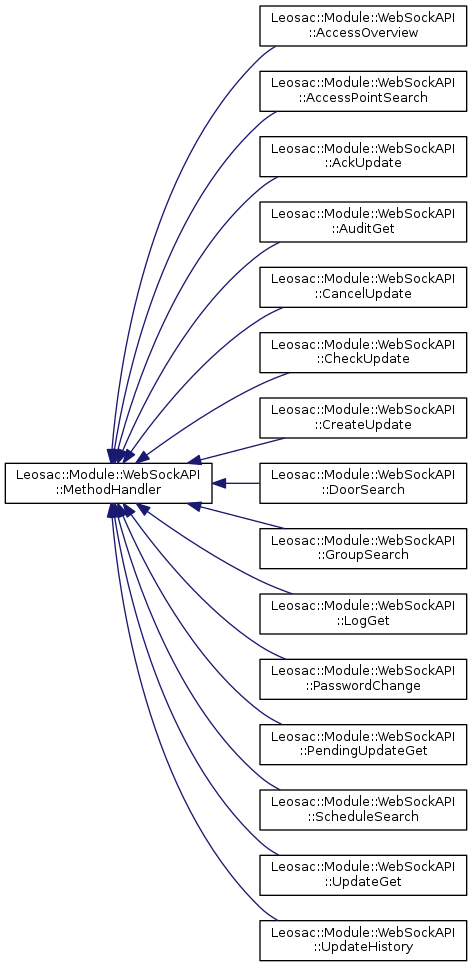 Leosac::Module::WebSockAPI
::AccessOverview
Leosac::Module::WebSockAPI
::AccessPointSearch
Leosac::Module::WebSockAPI
::AckUpdate
Leosac::Module::WebSockAPI
::AuditGet
Leosac::Module::WebSockAPI
::CancelUpdate
Leosac::Module::WebSockAPI
::CheckUpdate
Leosac::Module::WebSockAPI
::CreateUpdate
Leosac::Module::WebSockAPI
::MethodHandler
Leosac::Module::WebSockAPI
::DoorSearch
Leosac::Module::WebSockAPI
::GroupSearch
Leosac::Module::WebSockAPI
::LogGet
Leosac::Module::WebSockAPI
::PasswordChange
Leosac::Module::WebSockAPI
::PendingUpdateGet
Leosac::Module::WebSockAPI
::ScheduleSearch
Leosac::Module::WebSockAPI
::UpdateGet
Leosac::Module::WebSockAPI
::UpdateHistory